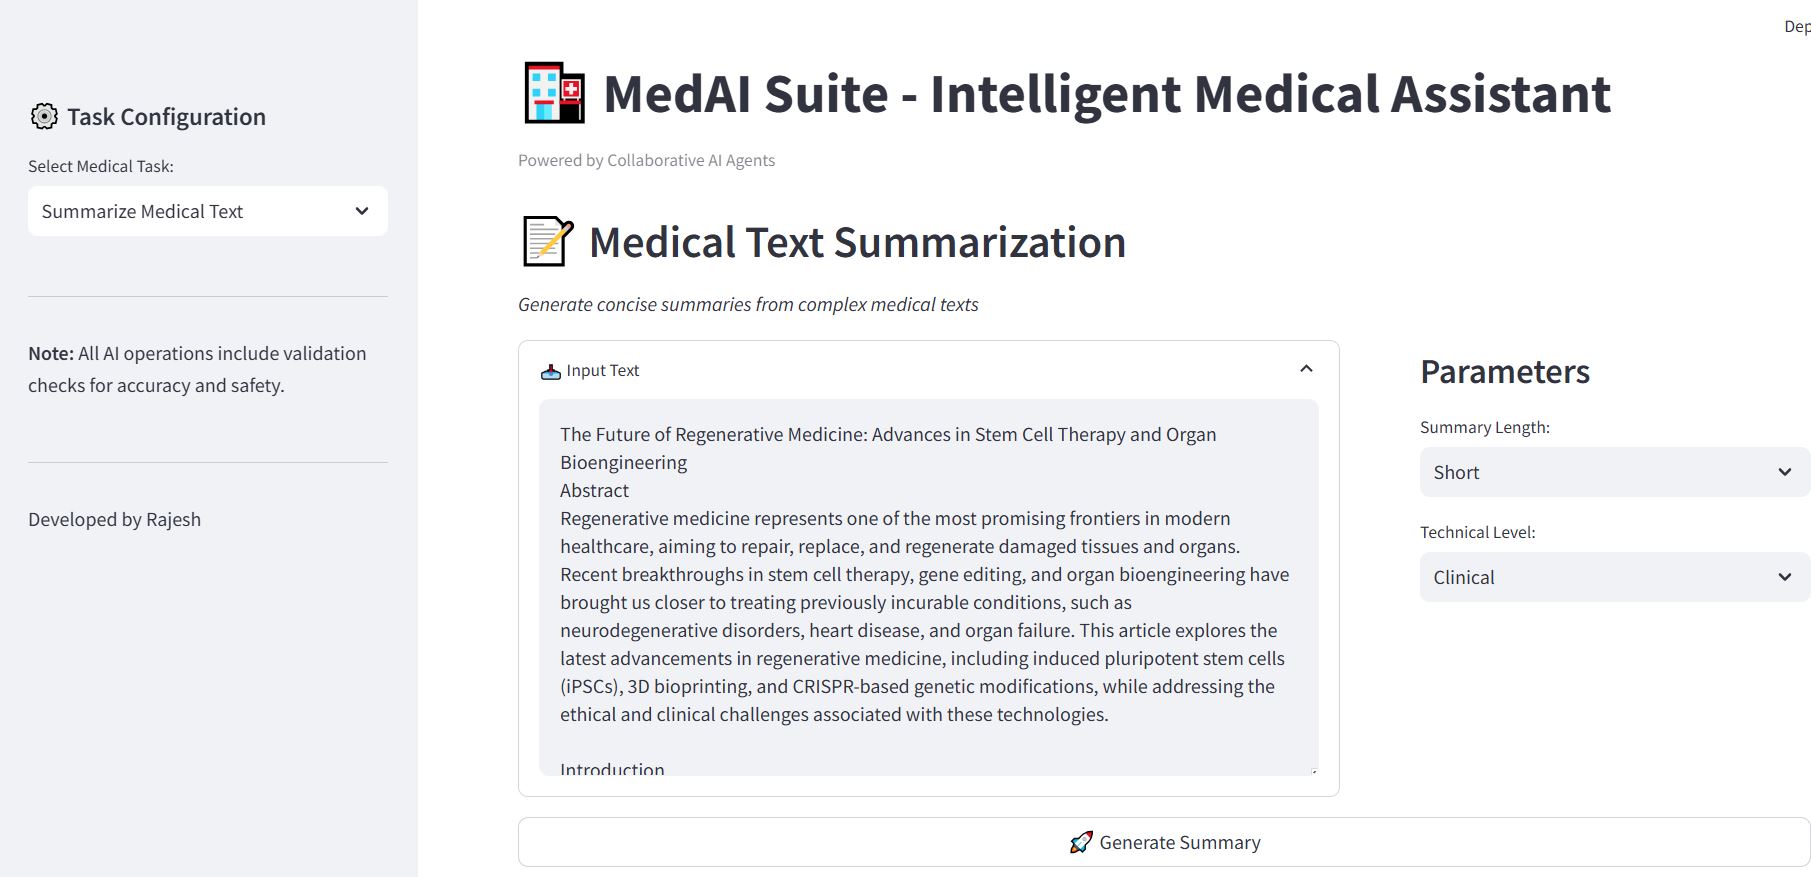 Dep
Task Configuration
Select Medical Task:
Summarize Medical Text
Note: All AI operations include validation
checks for accuracy and safety.
Developed by Rajesh
MedAI Suite - Intelligent Medical Assistant
Powered by Collaborative AI Agents
Medical Text Summarization
Generate concise summaries from complex medical texts
Input Text
The Future of Regenerative Medicine: Advances in Stem Cell Therapy and Organ
Bioengineering
Abstract
Regenerative medicine represents one of the most promising frontiers in modern
healthcare, aiming to repair, replace, and regenerate damaged tissues and organs.
Recent breakthroughs in stem cell therapy, gene editing, and organ bioengineering have
brought us closer to treating previously incurable conditions, such as
neurodegenerative disorders, heart disease, and organ failure. This article explores the
latest advancements in regenerative medicine, including induced pluripotent stem cells
(iPSCs), 3D bioprinting, and CRISPR-based genetic modifications, while addressing the
ethical and clinical challenges associated with these technologies.
Introduction
Parameters
Summary Length:
Short
Technical Level:
Clinical
Generate Summary